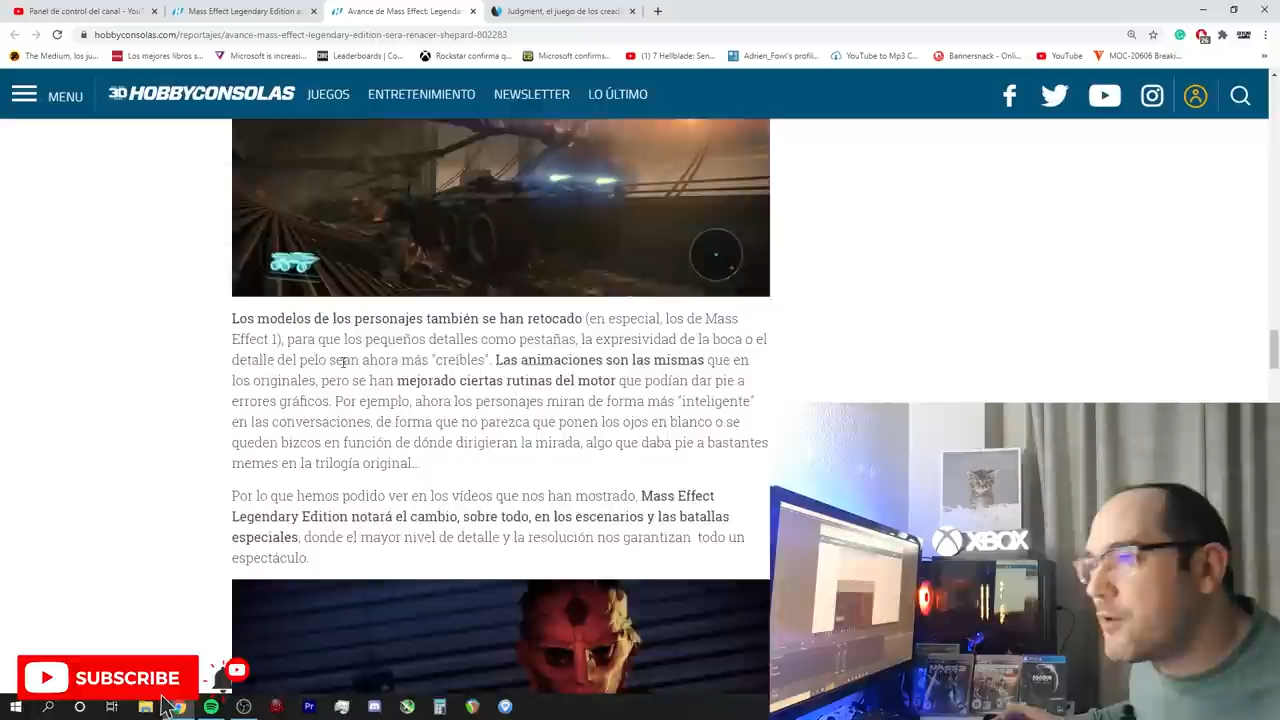 Panel de control del canal - YouT
Mass Effect Legendary Edition a
Avance de Mass Effect: Legenda
Judgment, el juego de los cread
hobbyconsolas.com/reportajes/avance-mass-effect-legendary-edition-sera-renacer-shepard-802283
The Medium, los ju...
Los mejores libros s...
Microsoft is increasi...
Leaderboards | Co...
Rockstar confirma q...
Microsoft confirms...
(1) 7 Hellblade: Sen...
Adrien_Fowl's profil...
YouTube to Mp3 C...
Bannersnack - Onli...
YouTube
MOC-20606 Breaki...
MENU
HOBBYCONSOLAS
JUEGOS
ENTRETENIMIENTO
NEWSLETTER
LO ÚLTIMO
Los modelos de los personajes también se han retocado (en especial, los de Mass
Effect 1), para que los pequeños detalles como pestañas, la expresividad de la boca o el
detalle del pelo sean ahora más "creíbles". Las animaciones son las mismas que en
los originales, pero se han mejorado ciertas rutinas del motor que podían dar pie a
errores gráficos. Por ejemplo, ahora los personajes miran de forma más "inteligente"
en las conversaciones, de forma que no parezca que ponen los ojos en blanco o se
queden bizcos en función de dónde dirigieran la mirada, algo que daba pie a bastantes
memes en la trilogía original...
Por lo que hemos podido ver en los vídeos que nos han mostrado, Mass Effect
Legendary Edition notará el cambio, sobre todo, en los escenarios y las batallas
especiales, donde el mayor nivel de detalle y la resolución nos garantizan todo un
espectáculo.
XBOX
SUBSCRIBE